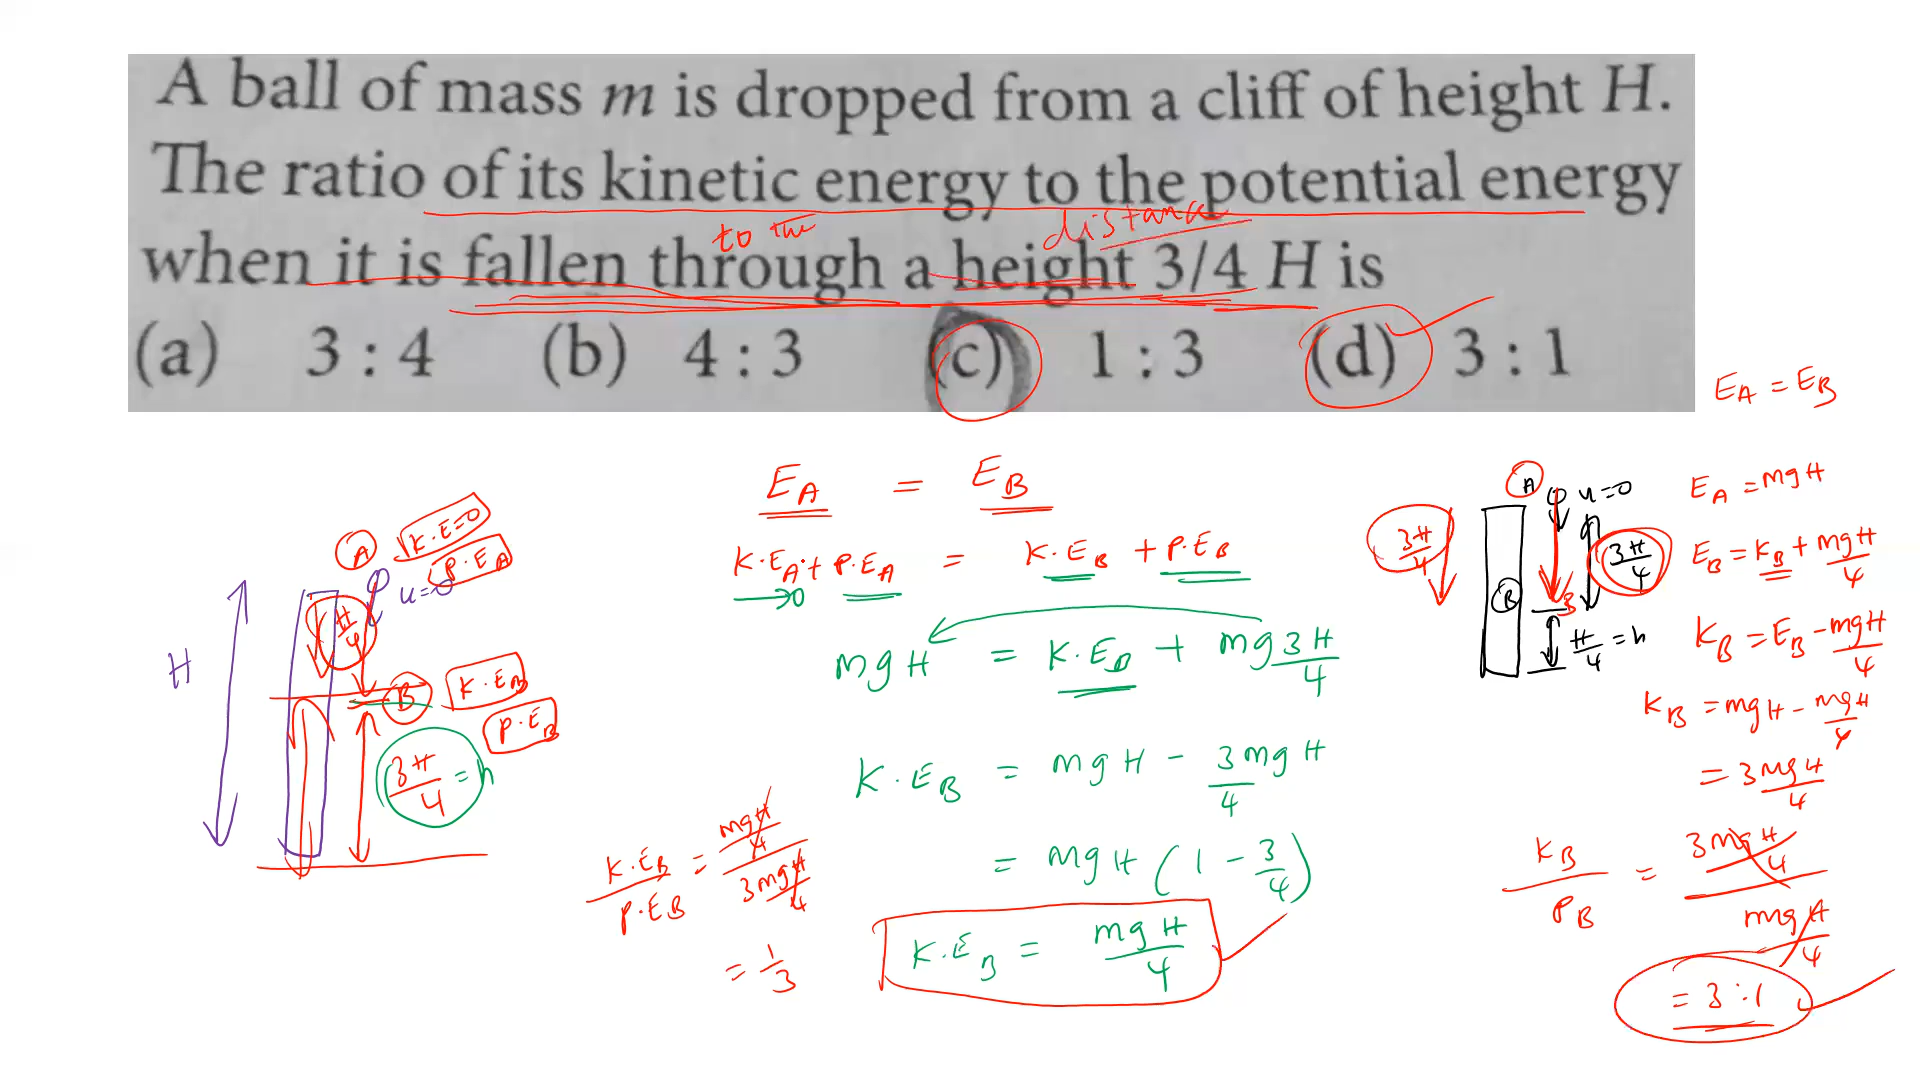 A ball of mass m is dropped from a cliff of height H.
The ratio of its kinetic energy to the potential energy
to the distance
when it is fallen through a height 3/4 H is
(a) 3 : 4 (b) 4 : 3 (c) 1 : 3 (d) 3 : 1
E_A = E_B
E_A = E_B
K.E_A + P.E_A = K.E_B + P.E_B
→0
mgH = K.E_B + mg 3H/4
K.E_B = mgH - 3mgH/4
= mgH (1 - 3/4)
K.E_B = mgH/4
A K.E=0
P.E_A
u=0
H
H/4
B K.E_B
P.E_B
3H/4 = h
K.E_B/P.E_B = mgH/4 / 3mgH/4
= 1/3
A u=0
3H/4
3H/4
B
B
H/4 = h
E_A = mgH
E_B = K_B + mgH/4
K_B = E_B - mgH/4
K_B = mgH - mgH/4
= 3mgH/4
K_B/P_B = 3mgH/4 / mgH/4
= 3:1